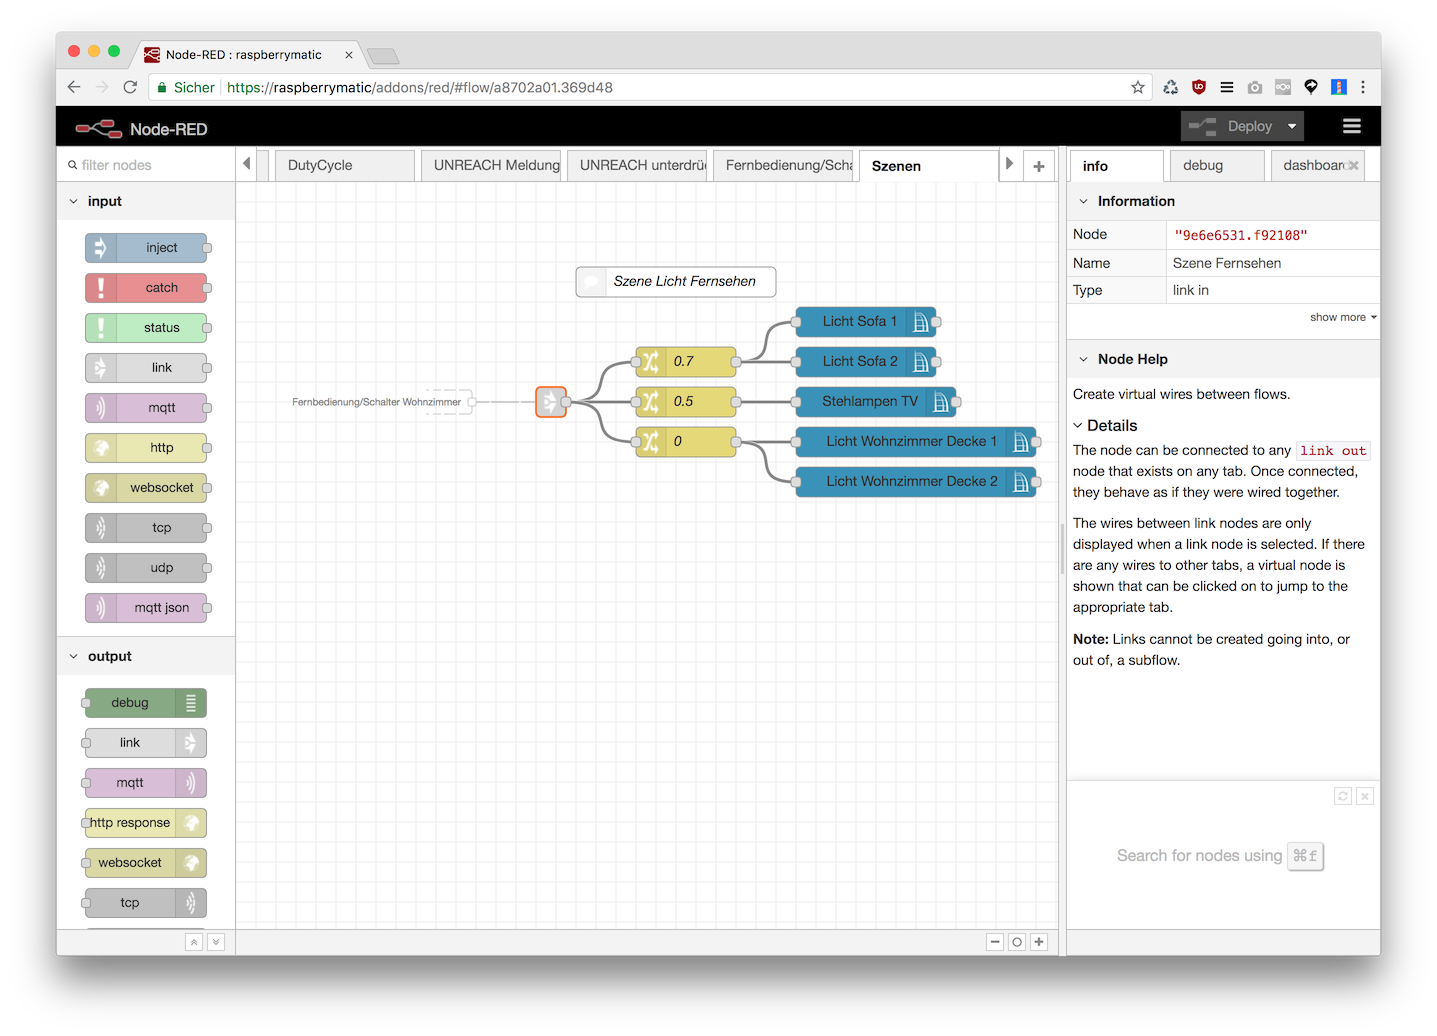 Node-RED : raspberrymatic
Sicher https://raspberrymatic/addons/red/#flow/a8702a01.369d48
Node-RED
Deploy
filter nodes
DutyCycle
UNREACH Meldung
UNREACH unterdrü
Fernbedienung/Scha
Szenen
info
debug
dashboar
input
inject
catch
status
link
mqtt
http
websocket
tcp
udp
mqtt json
output
debug
link
mqtt
http response
websocket
tcp
Szene Licht Fernsehen
Fernbedienung/Schalter Wohnzimmer
0.7
0.5
0
Licht Sofa 1
Licht Sofa 2
Stehlampen TV
Licht Wohnzimmer Decke 1
Licht Wohnzimmer Decke 2
Information
Node "9e6e6531.f92108"
Name Szene Fernsehen
Type link in
show more
Node Help
Create virtual wires between flows.
Details
The node can be connected to any link out
node that exists on any tab. Once connected,
they behave as if they were wired together.
The wires between link nodes are only
displayed when a link node is selected. If there
are any wires to other tabs, a virtual node is
shown that can be clicked on to jump to the
appropriate tab.
Note: Links cannot be created going into, or
out of, a subflow.
Search for nodes using ⌘f